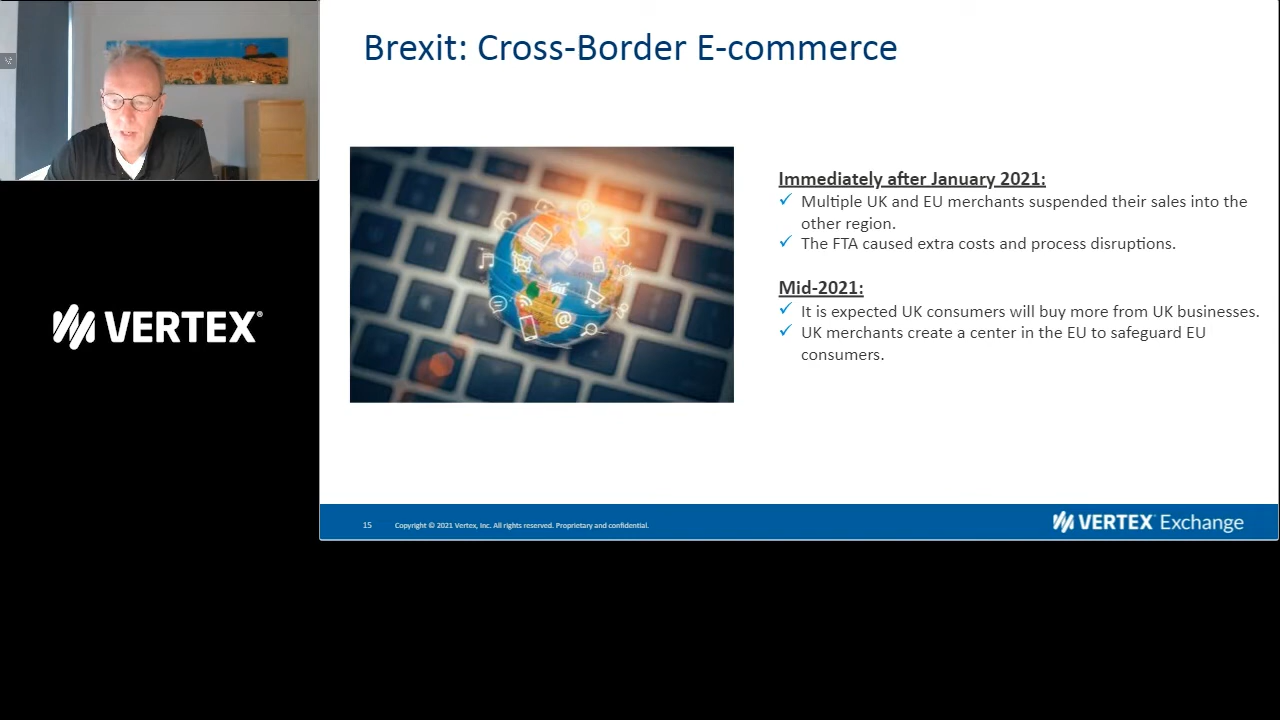 Brexit: Cross-Border E-commerce
Immediately after January 2021:
✓ Multiple UK and EU merchants suspended their sales into the
other region.
✓ The FTA caused extra costs and process disruptions.
Mid-2021:
✓ It is expected UK consumers will buy more from UK businesses.
✓ UK merchants create a center in the EU to safeguard EU
consumers.
VERTEX®
15 Copyright © 2021 Vertex, Inc. All rights reserved. Proprietary and confidential.
VERTEX Exchange